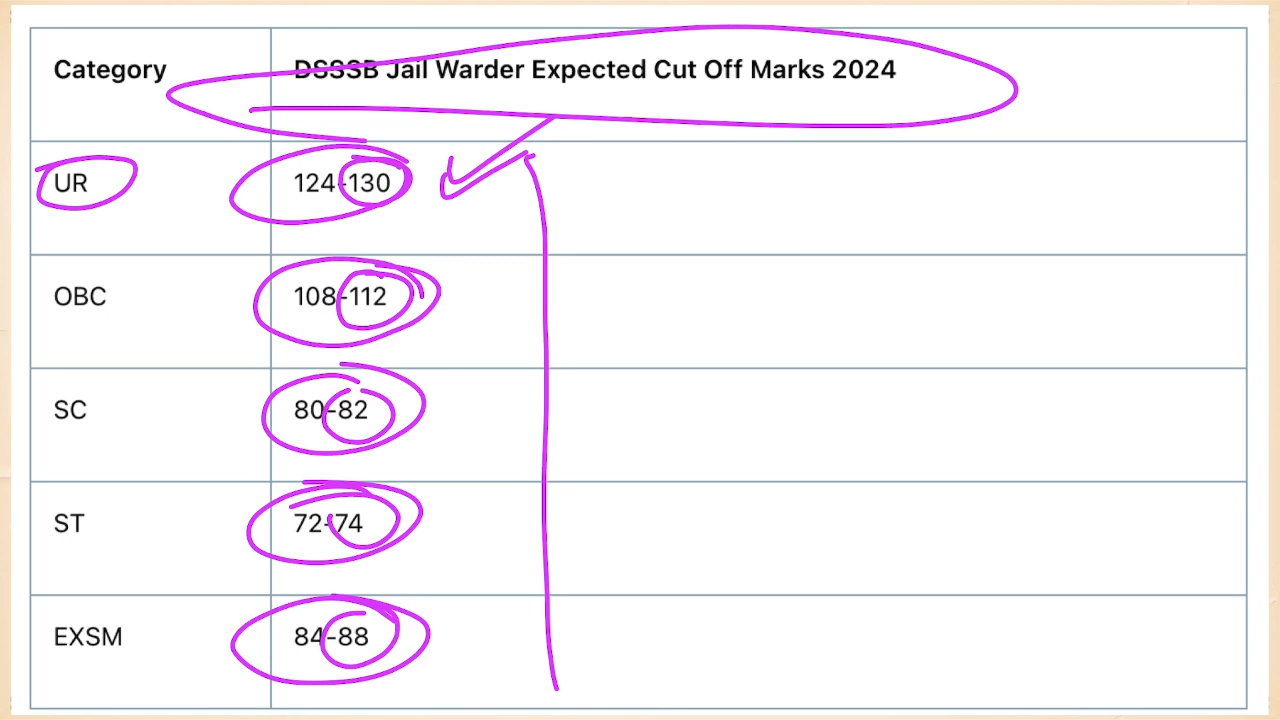 Category DSSSB Jail Warder Expected Cut Off Marks 2024
UR 124-130
OBC 108-112
SC 80-82
ST 72-74
EXSM 84-88